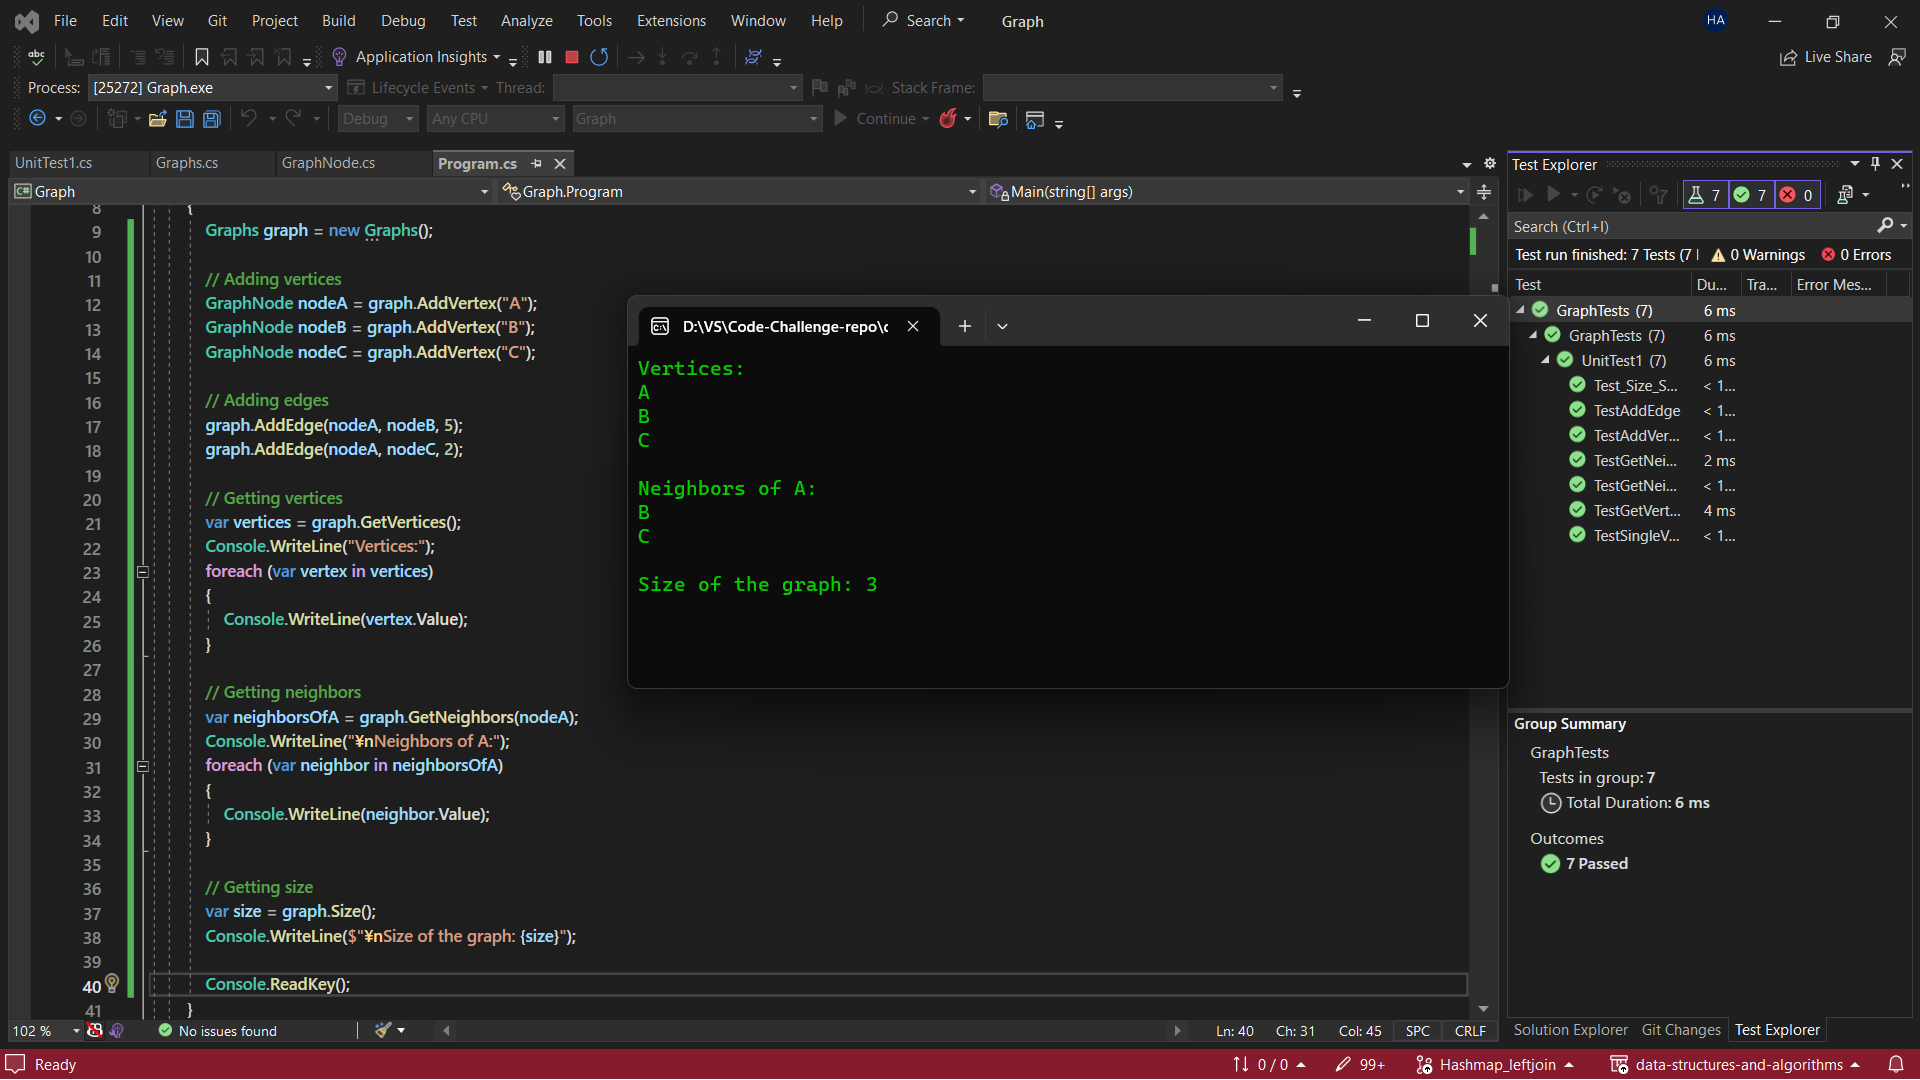 File Edit View Git Project Build Debug Test Analyze Tools Extensions Window Help Search Graph HA
abc Application Insights Live Share
Process: [25272] Graph.exe Lifecycle Events Thread: Stack Frame:
Debug Any CPU Graph Continue
UnitTest1.cs Graphs.cs GraphNode.cs Program.cs
C# Graph Graph.Program Main(string[] args)
8 {
9 Graphs graph = new Graphs();
10
11 // Adding vertices
12 GraphNode nodeA = graph.AddVertex("A");
13 GraphNode nodeB = graph.AddVertex("B");
14 GraphNode nodeC = graph.AddVertex("C");
15
16 // Adding edges
17 graph.AddEdge(nodeA, nodeB, 5);
18 graph.AddEdge(nodeA, nodeC, 2);
19
20 // Getting vertices
21 var vertices = graph.GetVertices();
22 Console.WriteLine("Vertices:");
23 foreach (var vertex in vertices)
24 {
25 Console.WriteLine(vertex.Value);
26 }
27
28 // Getting neighbors
29 var neighborsOfA = graph.GetNeighbors(nodeA);
30 Console.WriteLine("¥nNeighbors of A:");
31 foreach (var neighbor in neighborsOfA)
32 {
33 Console.WriteLine(neighbor.Value);
34 }
35
36 // Getting size
37 var size = graph.Size();
38 Console.WriteLine($"¥nSize of the graph: {size}");
39
40 Console.ReadKey();
41 }
D:\VS\Code-Challenge-repo\c
Vertices:
A
B
C
Neighbors of A:
B
C
Size of the graph: 3
Test Explorer
7 7 0
Search (Ctrl+I)
Test run finished: 7 Tests (7 0 Warnings 0 Errors
Test Du... Tra... Error Mes...
GraphTests (7) 6 ms
GraphTests (7) 6 ms
UnitTest1 (7) 6 ms
Test_Size_S... < 1...
TestAddEdge < 1...
TestAddVer... < 1...
TestGetNei... 2 ms
TestGetNei... < 1...
TestGetVert... 4 ms
TestSingleV... < 1...
Group Summary
GraphTests
Tests in group: 7
Total Duration: 6 ms
Outcomes
7 Passed
102 % No issues found Ln: 40 Ch: 31 Col: 45 SPC CRLF
Solution Explorer Git Changes Test Explorer
Ready 0 / 0 99+ Hashmap_leftjoin data-structures-and-algorithms